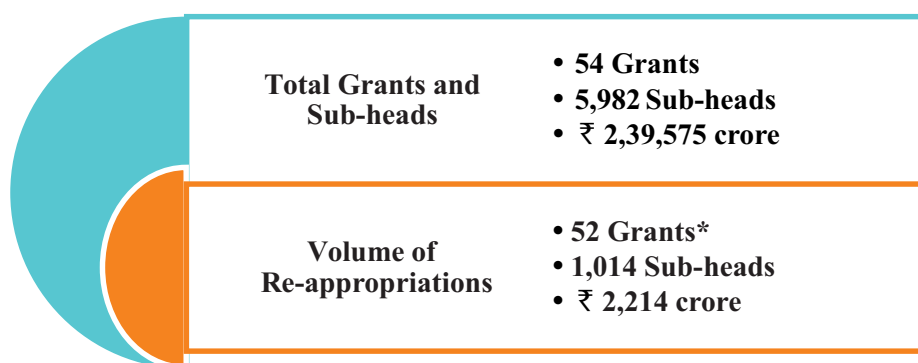 Total Grants and
Sub-heads
• 54 Grants
• 5,982 Sub-heads
• ₹ 2,39,575 crore
Volume of
Re-appropriations
• 52 Grants*
• 1,014 Sub-heads
• ₹ 2,214 crore